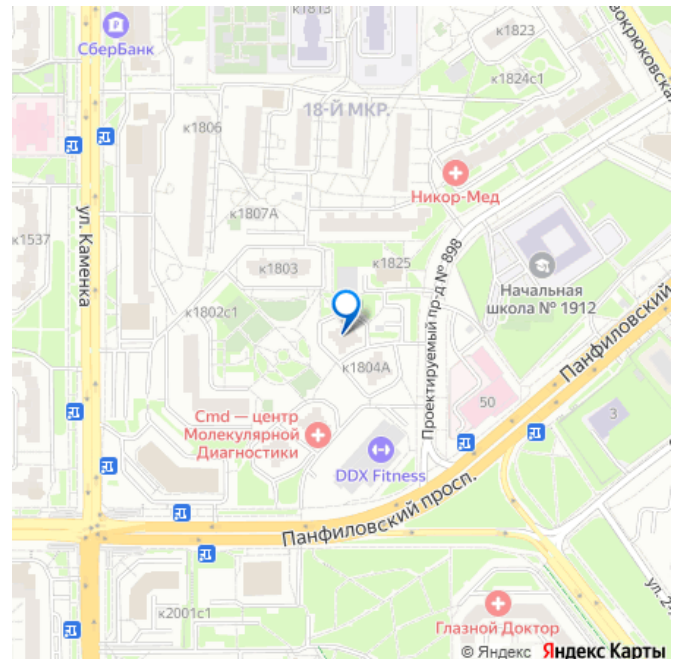 к1813
к1823
СберБанк
к1824с1
18-Й МКР.
к1806
Никор-Мед
к1807А
ул. Каменка
к1537
к1803
к1825
Проектируемый пр-д № 898
Начальная
школа № 1912
к1802с1
Панфиловский
к1804А
50
3
Cmd — центр
Молекулярной
Диагностики
DDX Fitness
Панфиловский просп.
к2001с1
Глазной Доктор
© Яндекс Яндекс Карты